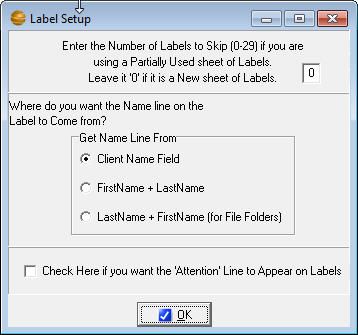 Label Setup
Enter the Number of Labels to Skip (0-29) if you are
using a Partially Used sheet of Labels.
Leave it '0' if it is a New sheet of Labels.
0
Where do you want the Name line on the
Label to Come from?
Get Name Line From
Client Name Field
FirstName + LastName
LastName + FirstName (for File Folders)
Check Here if you want the 'Attention' Line to Appear on Labels
OK